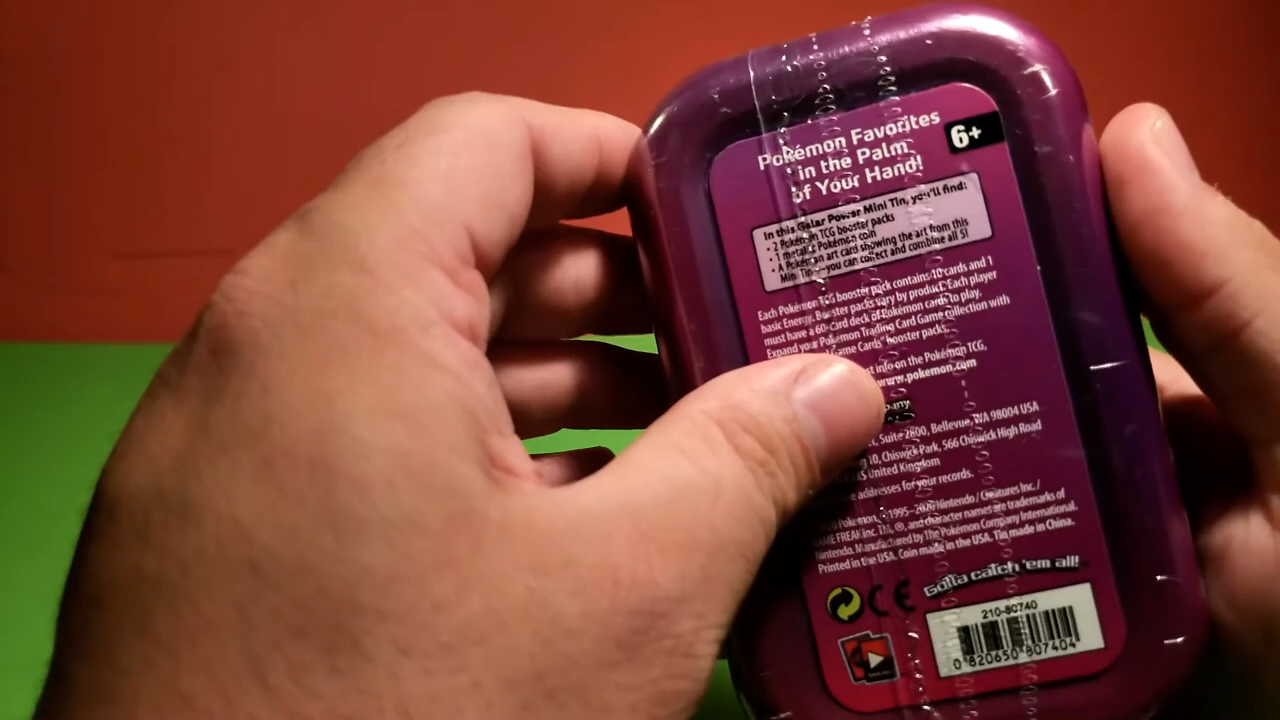 Pokémon Favorites
in the Palm
of Your Hand!
6+
In this Galar Power Mini Tin, you'll find:
• 2 Pokémon TCG booster packs
• 1 metallic Pokémon coin
• A Pokémon art card showing the art from this
Mini Tin—you can collect and combine all 5!
Each Pokémon TCG booster pack contains 10 cards and 1
basic Energy. Booster packs vary by product. Each player
must have a 60-card deck of Pokémon cards to play.
Expand your Pokémon Trading Card Game collection with
Game Cards" booster packs.
info on the Pokémon TCG,
www.pokemon.com
Suite 2800, Bellevue, WA 98004 USA
10, Chiswick Park, 566 Chiswick High Road
United Kingdom
addresses for your records.
Pokémon. © 1995–2020 Nintendo / Creatures Inc. /
GAME FREAK inc. TM, ®, and character names are trademarks of
Nintendo. Manufactured by The Pokémon Company International.
Printed in the USA. Coin made in the USA. Tin made in China.
CE
Gotta catch 'em all!
210-80740
0 820650 807404